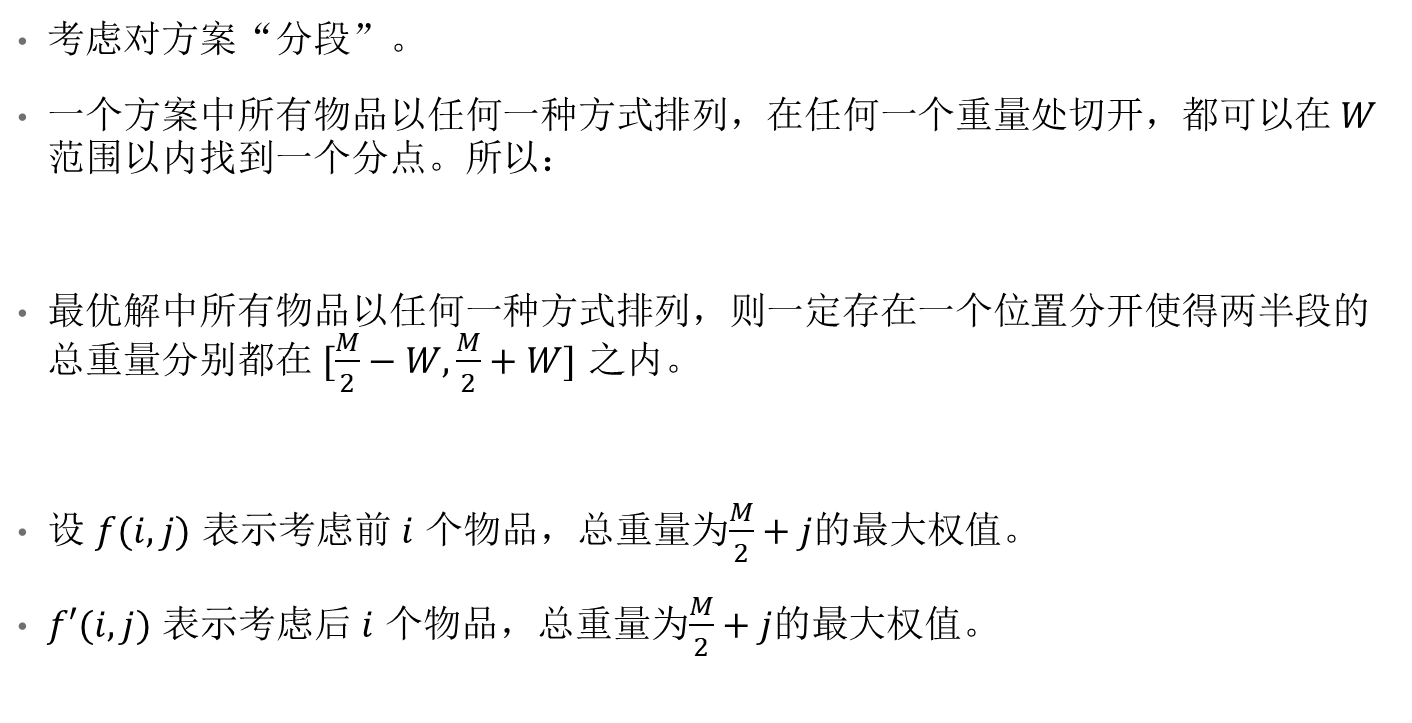 • 考虑对方案“分段”。
• 一个方案中所有物品以任何一种方式排列，在任何一个重量处切开，都可以在 W
范围以内找到一个分点。所以：
• 最优解中所有物品以任何一种方式排列，则一定存在一个位置分开使得两半段的
总重量分别都在 [M/2 − W, M/2 + W] 之内。
• 设 f(i,j) 表示考虑前 i 个物品，总重量为M/2 + j的最大权值。
• f′(i,j) 表示考虑后 i 个物品，总重量为M/2 + j的最大权值。